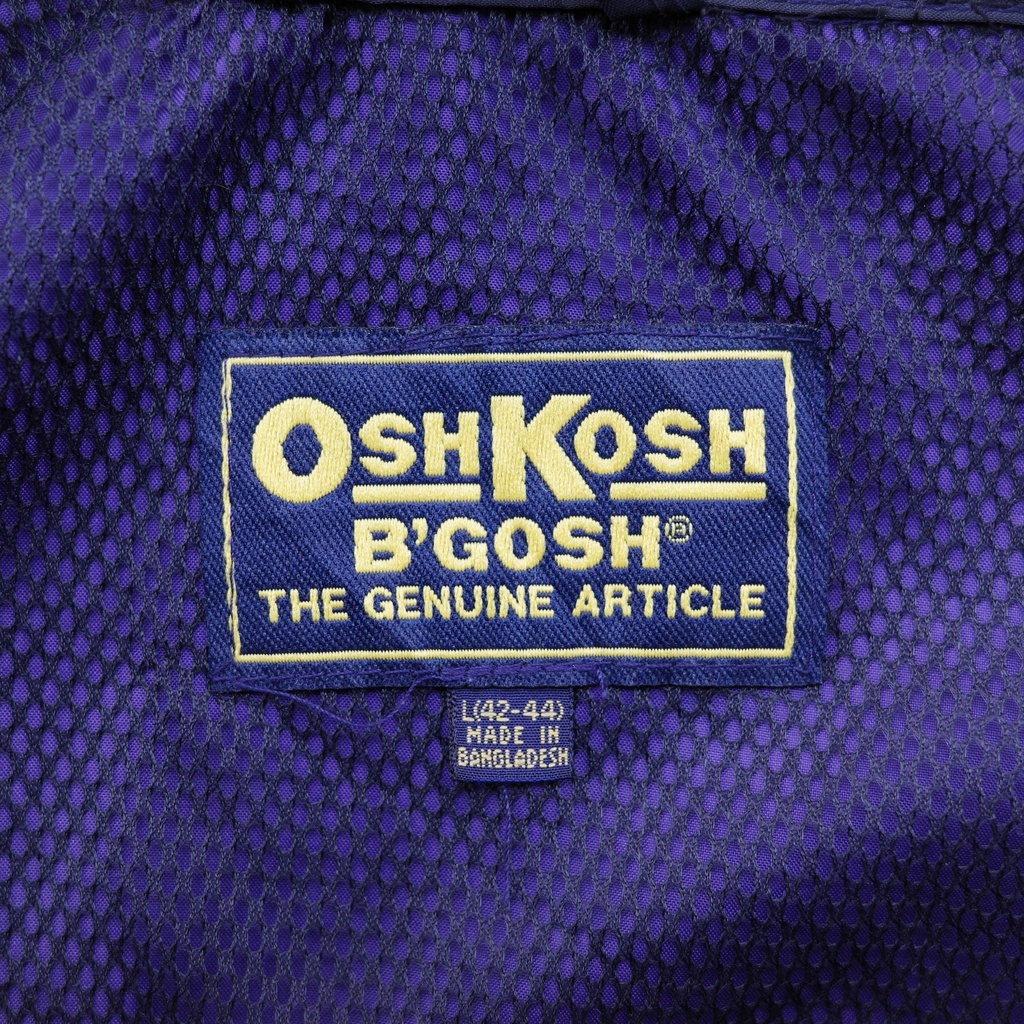 OSHKOSH
B'GOSH®
THE GENUINE ARTICLE
L(42-44)
MADE IN
BANGLADESH